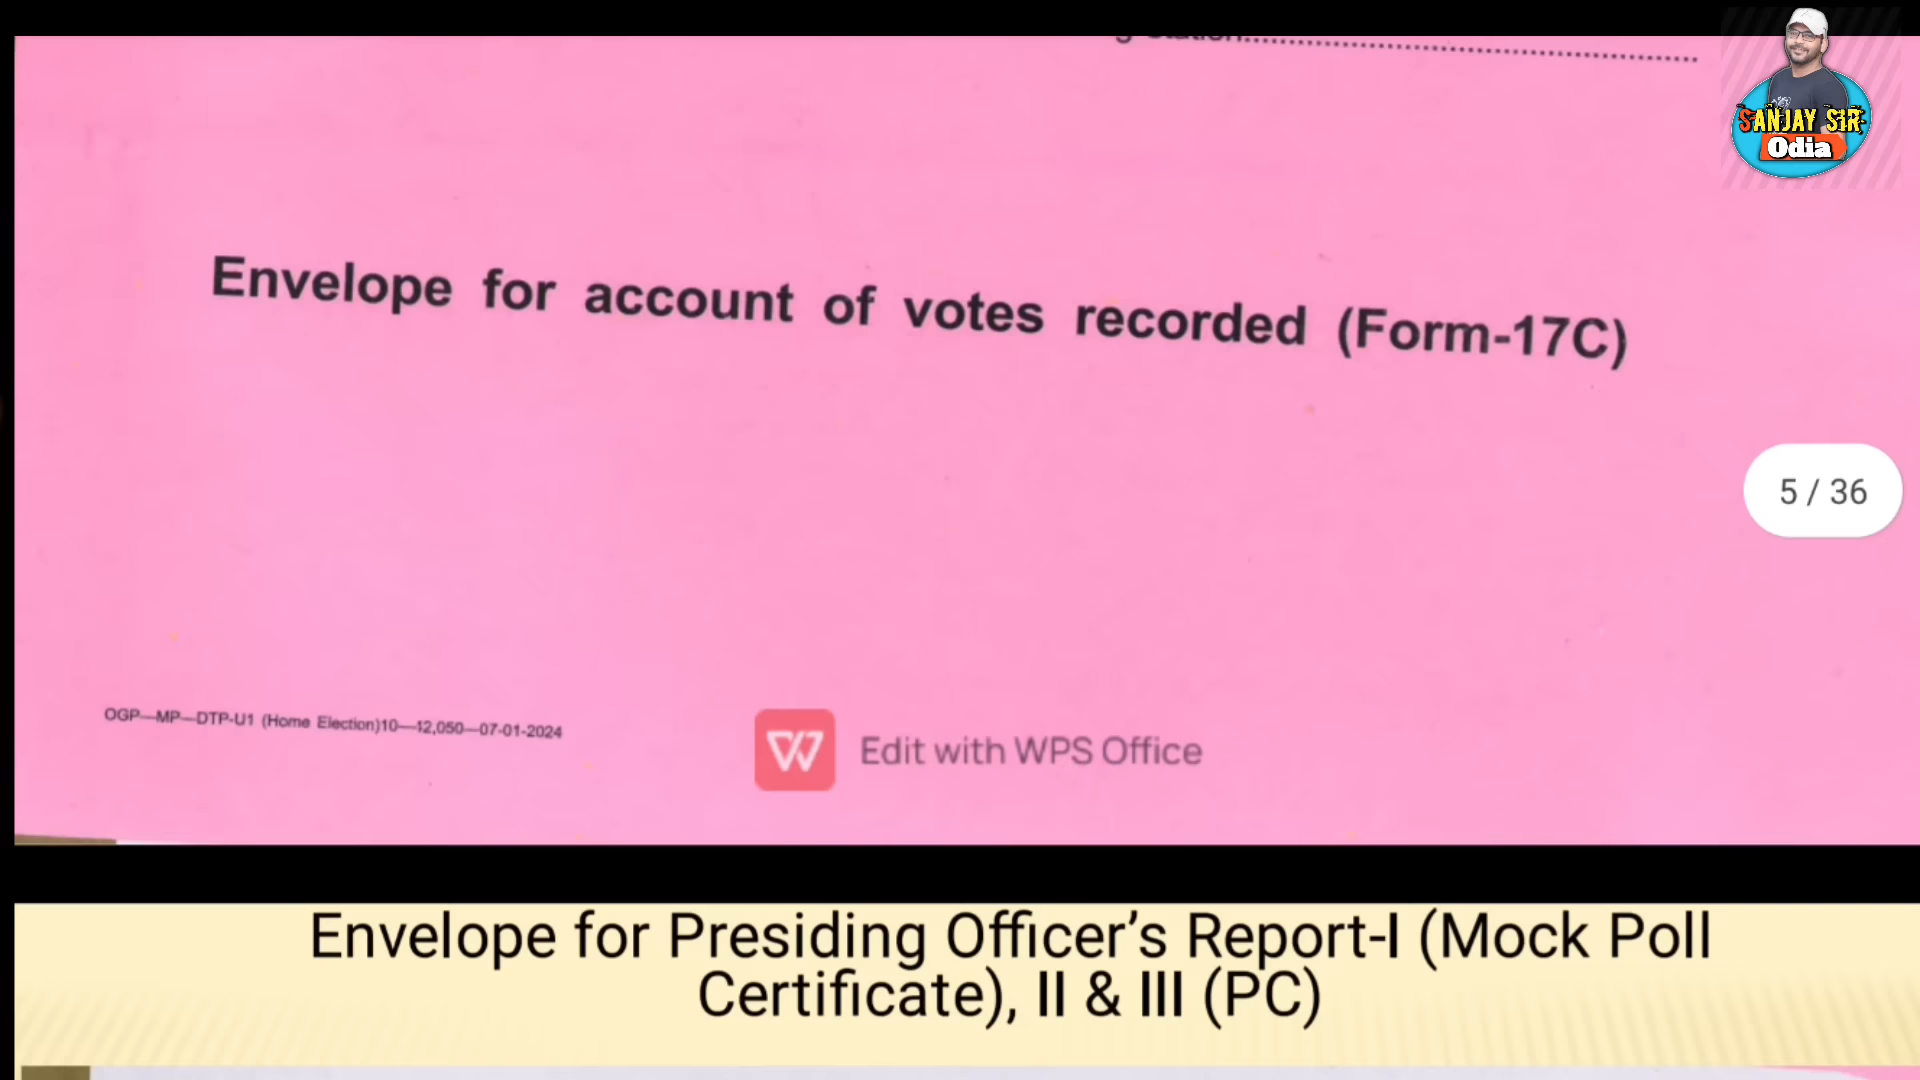 Station
SANJAY SIR
Odia
Envelope for account of votes recorded (Form-17C)
5 / 36
OGP—MP—DTP-U1 (Home Election)10—12,050—07-01-2024
Edit with WPS Office
Envelope for Presiding Officer’s Report-I (Mock Poll
Certificate), II & III (PC)